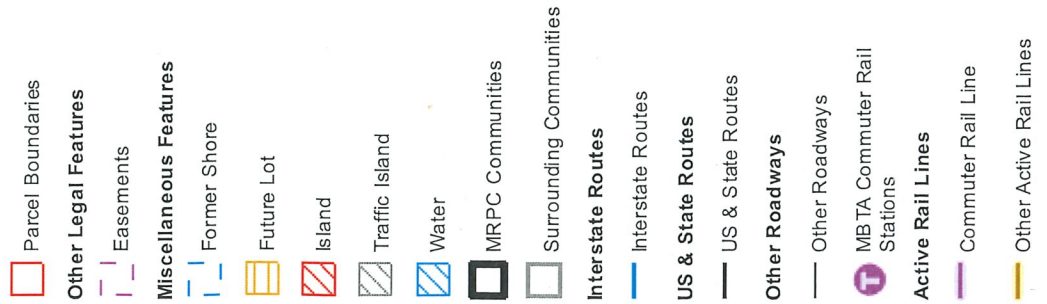 Parcel Boundaries
Other Legal Features
Easements
Miscellaneous Features
Former Shore
Future Lot
Island
Traffic Island
Water
MRPC Communities
Surrounding Communities
Interstate Routes
Interstate Routes
US & State Routes
US & State Routes
Other Roadways
Other Roadways
T
MBTA Commuter Rail
Stations
Active Rail Lines
Commuter Rail Line
Other Active Rail Lines